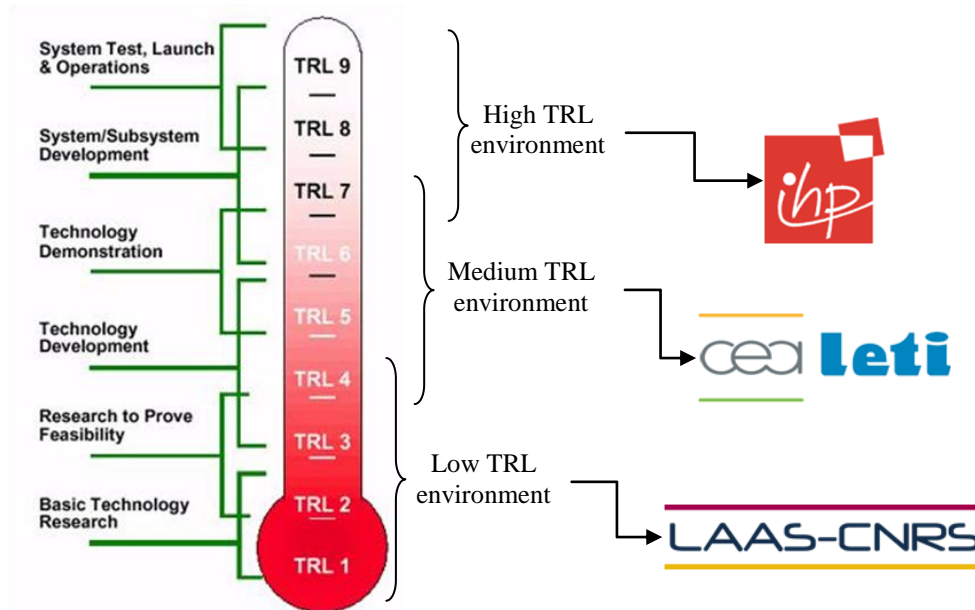 System Test, Launch
& Operations
System/Subsystem
Development
Technology
Demonstration
Technology
Development
Research to Prove
Feasibility
Basic Technology
Research
TRL 9
TRL 8
TRL 7
TRL 6
TRL 5
TRL 4
TRL 3
TRL 2
TRL 1
High TRL
environment
Medium TRL
environment
Low TRL
environment
ihp
cea leti
LAAS-CNRS